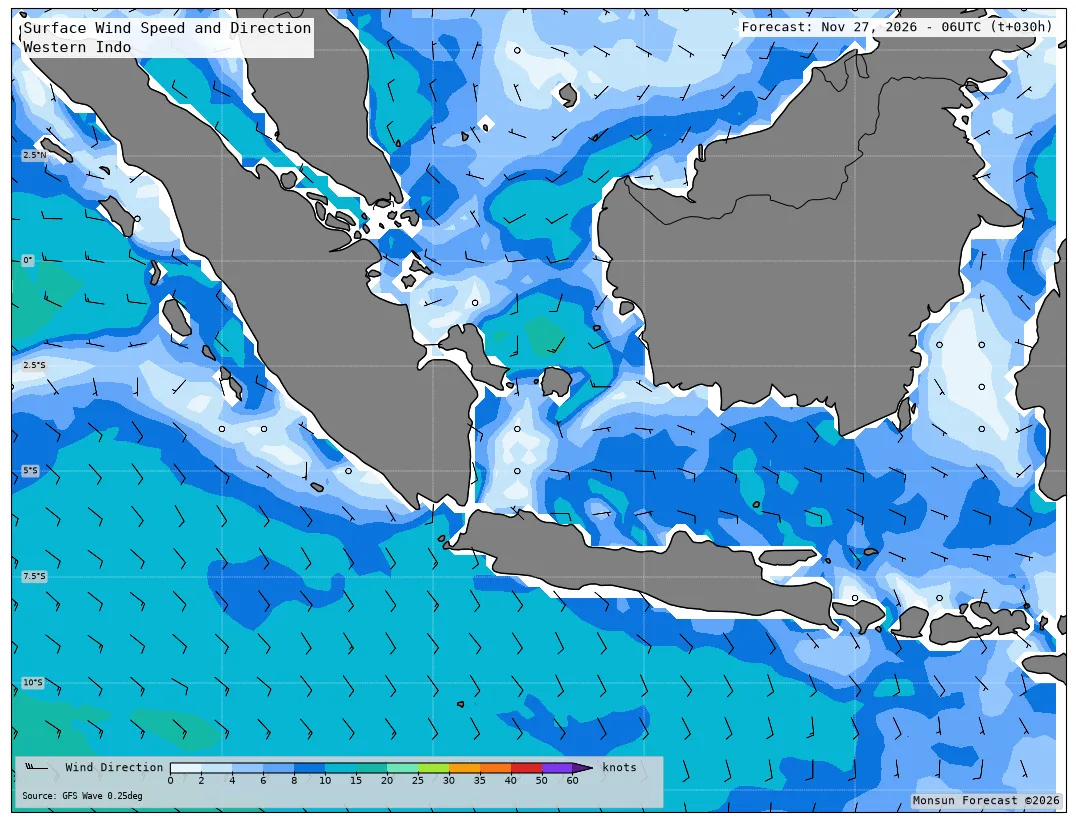 Surface Wind Speed and Direction
Western Indo
Forecast: Nov 27, 2026 - 06UTC (t+030h)
2.5°N
0°
2.5°S
5°S
7.5°S
10°S
Wind Direction
0 2 4 6 8 10 15 20 25 30 35 40 50 60
knots
Source: GFS Wave 0.25deg
Monsun Forecast ©2026